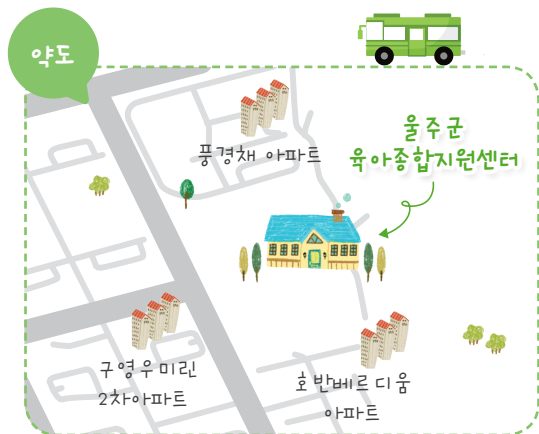 약도
울주군
육아종합지원센터
풍경채 아파트
구영우미린
2차아파트
호반베르디움
아파트